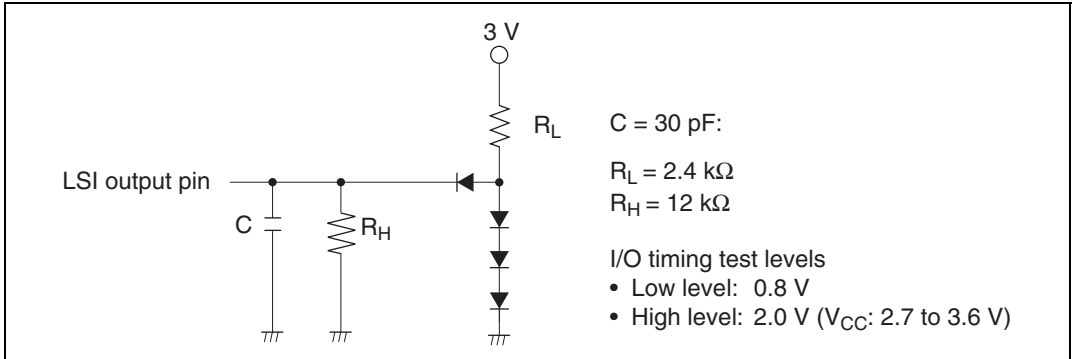 3 V
R_L
C = 30 pF:
R_L = 2.4 kΩ
R_H = 12 kΩ
LSI output pin
C
R_H
I/O timing test levels
• Low level: 0.8 V
• High level: 2.0 V (V_CC: 2.7 to 3.6 V)